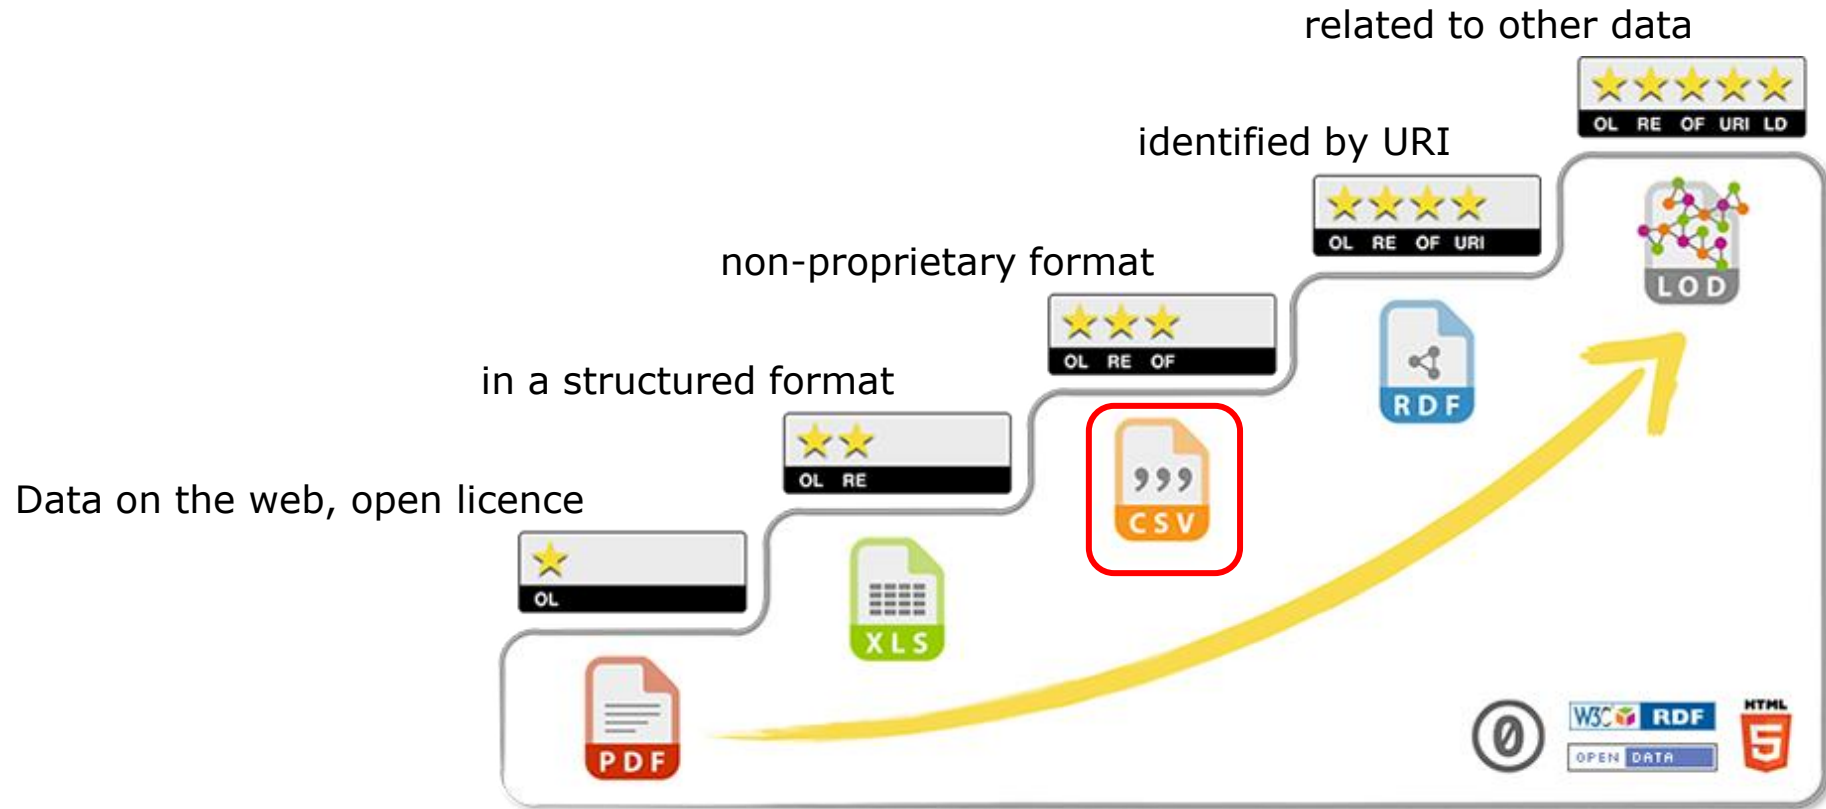 related to other data
OL RE OF URI LD
identified by URI
OL RE OF URI
LOD
non-proprietary format
OL RE OF
RDF
in a structured format
OL RE
,,,
CSV
Data on the web, open licence
OL
XLS
PDF
0
W3C RDF
OPEN DATA
HTML
5